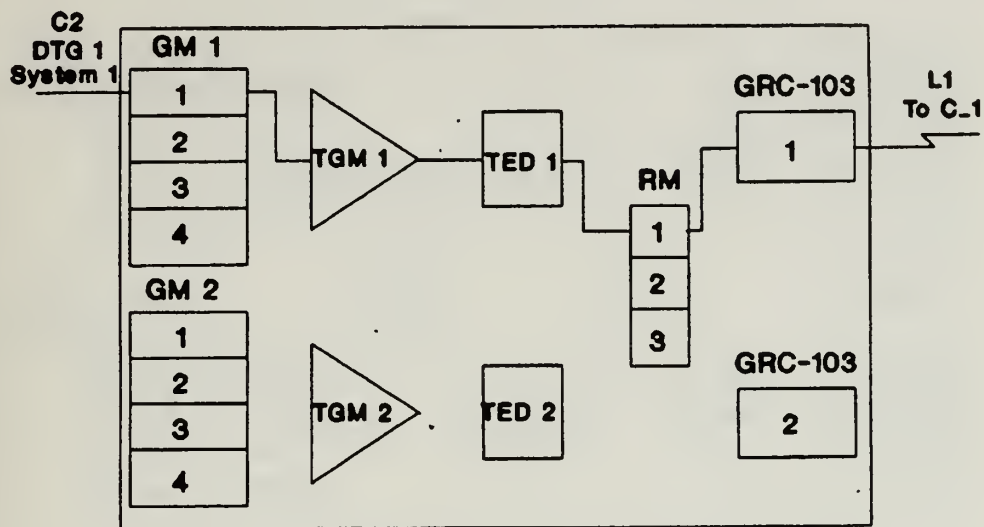 C2
DTG 1
System 1
GM 1
1
2
3
4
TGM 1
TED 1
RM
1
2
3
GRC-103
1
L1
To C_1
GM 2
1
2
3
4
TGM 2
TED 2
GRC-103
2